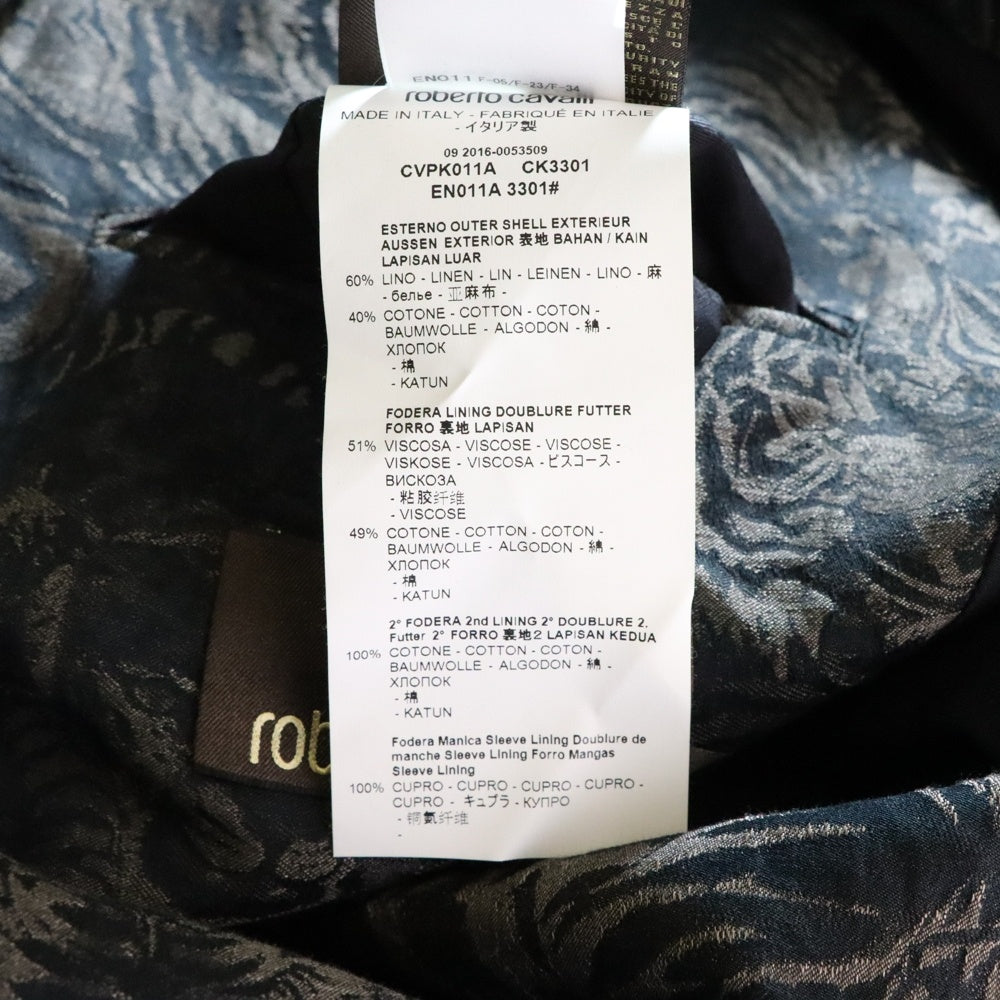 EN011 F-05/F-23/F-34
roberto cavalli
MADE IN ITALY - FABRIQUÉ EN ITALIE
- イタリア製
09 2016-0053509
CVPK011A CK3301
EN011A 3301#
ESTERNO OUTER SHELL EXTERIEUR
AUSSEN EXTERIOR 表地 BAHAN / KAIN
LAPISAN LUAR
60% LINO - LINEN - LIN - LEINEN - LINO - 麻
- белье - 亚麻布 -
40% COTONE - COTTON - COTON -
BAUMWOLLE - ALGODON - 綿 -
ХЛОПОК
- 棉
- KATUN
FODERA LINING DOUBLURE FUTTER
FORRO 裏地 LAPISAN
51% VISCOSA - VISCOSE - VISCOSE -
VISKOSE - VISCOSA - ビスコース -
ВИСКОЗА
- 粘胶纤维
- VISCOSE
49% COTONE - COTTON - COTON -
BAUMWOLLE - ALGODON - 綿 -
ХЛОПОК
- 棉
- KATUN
2° FODERA 2nd LINING 2° DOUBLURE 2.
Futter 2° FORRO 裏地2 LAPISAN KEDUA
100% COTONE - COTTON - COTON -
BAUMWOLLE - ALGODON - 綿 -
ХЛОПОК
- 棉
- KATUN
Fodera Manica Sleeve Lining Doublure de
manche Sleeve Lining Forro Mangas
Sleeve Lining
100% CUPRO - CUPRO - CUPRO - CUPRO -
CUPRO - キュプラ - КУПРО
- 铜氨纤维
-
rob